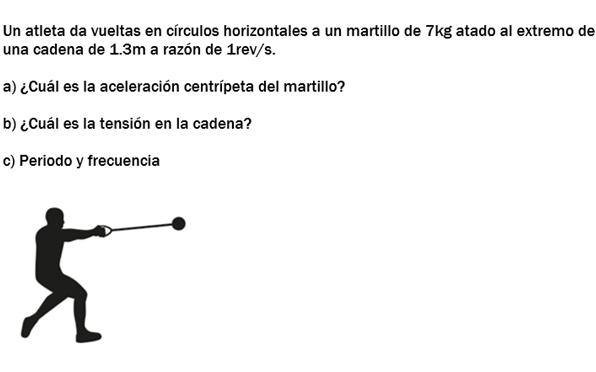 Un atleta da vueltas en círculos horizontales a un martillo de 7kg atado al extremo de
una cadena de 1.3m a razón de 1rev/s.
a) ¿Cuál es la aceleración centrípeta del martillo?
b) ¿Cuál es la tensión en la cadena?
c) Periodo y frecuencia